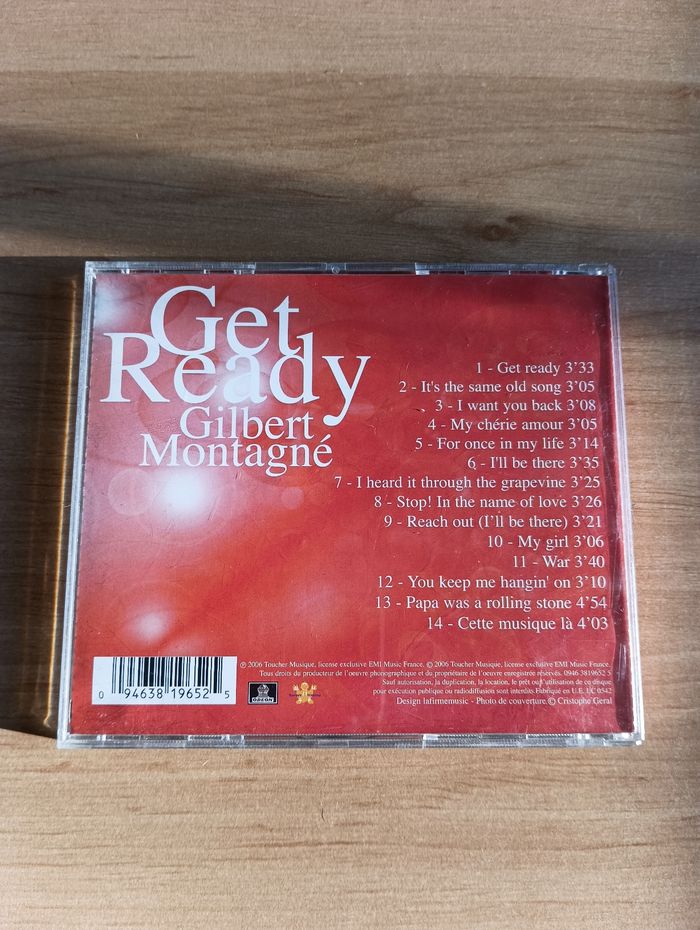 Get
Ready
Gilbert
Montagné
1 - Get ready 3'33
2 - It's the same old song 3'05
3 - I want you back 3'08
4 - My chérie amour 3'05
5 - For once in my life 3'14
6 - I'll be there 3'35
7 - I heard it through the grapevine 3'25
8 - Stop! In the name of love 3'26
9 - Reach out (I'll be there) 3'21
10 - My girl 3'06
11 - War 3'40
12 - You keep me hangin' on 3'10
13 - Papa was a rolling stone 4'54
14 - Cette musique là 4'03
℗ 2006 Toucher Musique, license exclusive EMI Music France, © 2006 Toucher Musique, license exclusive EMI Music France.
Tous droits du producteur de l'oeuvre phonographique et du propriétaire de l'oeuvre enregistrée réservés. 0946 3819652 5
Sauf autorisation, la duplication, la location, le prêt ou l'utilisation de ce disque
pour exécution publique ou radiodiffusion sont interdits. Fabriqué en U.E. LC 0542
Design lafirmemusic - Photo de couverture © Cristophe Geral
0 94638 19652 5
ODEON